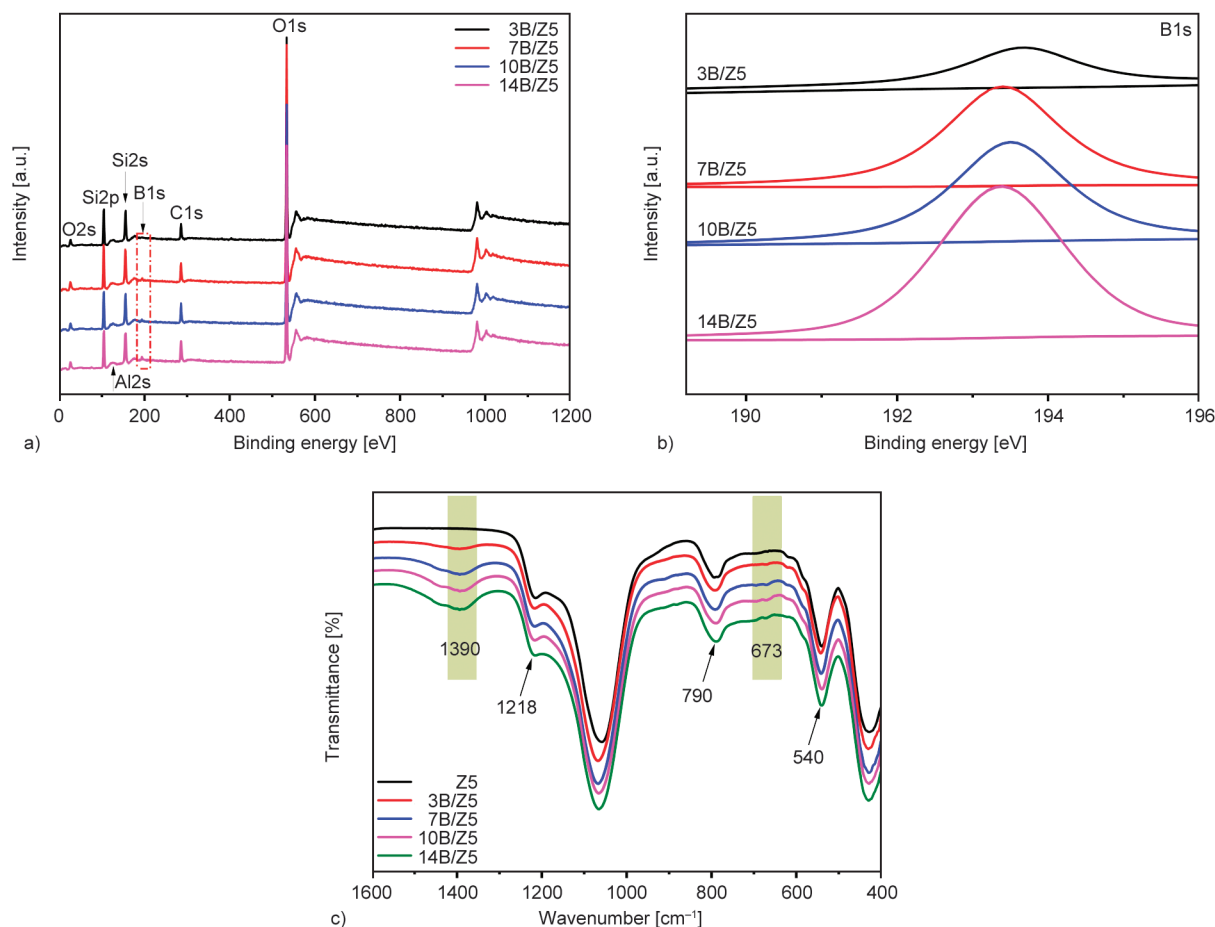 O1s
3B/Z5
7B/Z5
10B/Z5
14B/Z5
Si2s
Si2p
B1s
O2s
C1s
Al2s
Intensity [a.u.]
0 200 400 600 800 1000 1200
Binding energy [eV]
a)
B1s
3B/Z5
7B/Z5
10B/Z5
14B/Z5
Intensity [a.u.]
190 192 194 196
Binding energy [eV]
b)
1390
1218
790
673
540
Transmittance [%]
Z5
3B/Z5
7B/Z5
10B/Z5
14B/Z5
1600 1400 1200 1000 800 600 400
Wavenumber [cm⁻¹]
c)